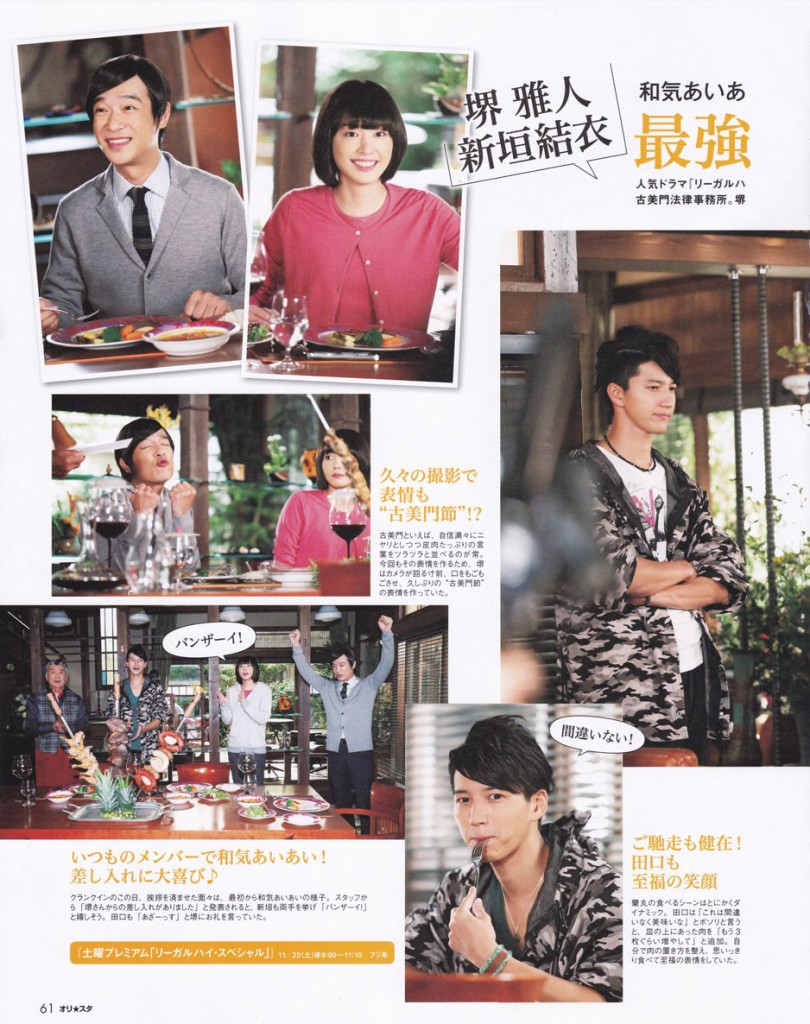 堺 雅人
新垣結衣
和気あいあ
最強
人気ドラマ『リーガルハ
古美門法律事務所。堺
久々の撮影で
表情も
“古美門節”!?
古美門といえば、自信満々にニ
ヤリとしつつ皮肉たっぷりの言
葉をツラツラと並べるのが常。
今回もその表情を作るため、堺
はカメラが回る寸前、口をもご
もごさせ、久しぶりの“古美門節”
の表情を作っていた。
バンザーイ!
いつものメンバーで和気あいあい!
差し入れに大喜び♪
クランクインのこの日、挨拶を済ませた面々は、最初から和気あいあいの様子。スタッフか
ら「堺さんからの差し入れがありました」と発表されると、新垣も両手を挙げ「バンザーイ!」
と嬉しそう。田口も「あざーっす」と堺にお礼を言っていた。
『土曜プレミアム「リーガルハイ・スペシャル」』 11/22(土)後9:00―11:10 フジ系
間違いない!
ご馳走も健在!
田口も
至福の笑顔
蘭丸の食べるシーンはとにかくダ
イナミック。田口は「これは間違
いなく美味いな」とボソリと言う
と、皿の上にあった肉を「もう3
枚ぐらい増やして」と追加。自
分で肉の置き方を整え、思いっき
り食べて至福の表情をしていた。
61 オリ★スタ